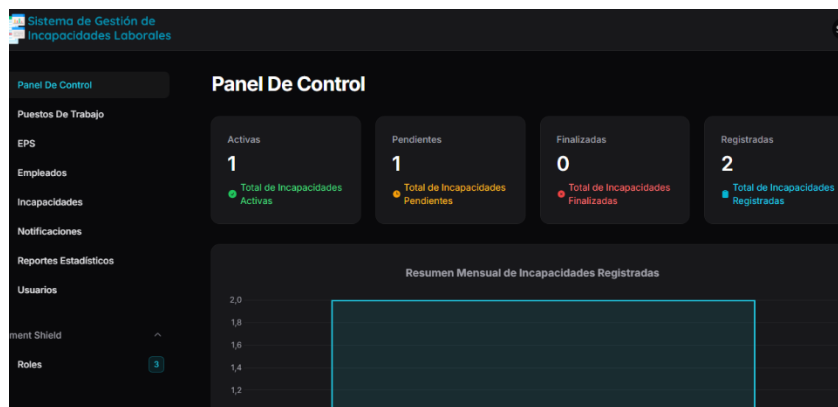 Sistema de Gestión de
Incapacidades Laborales
Panel De Control
Puestos De Trabajo
EPS
Empleados
Incapacidades
Notificaciones
Reportes Estadísticos
Usuarios
ment Shield
Roles
3
Panel De Control
Activas
1
Total de Incapacidades
Activas
Pendientes
1
Total de Incapacidades
Pendientes
Finalizadas
0
Total de Incapacidades
Finalizadas
Registradas
2
Total de Incapacidades
Registradas
Resumen Mensual de Incapacidades Registradas
2,0
1,8
1,6
1,4
1,2